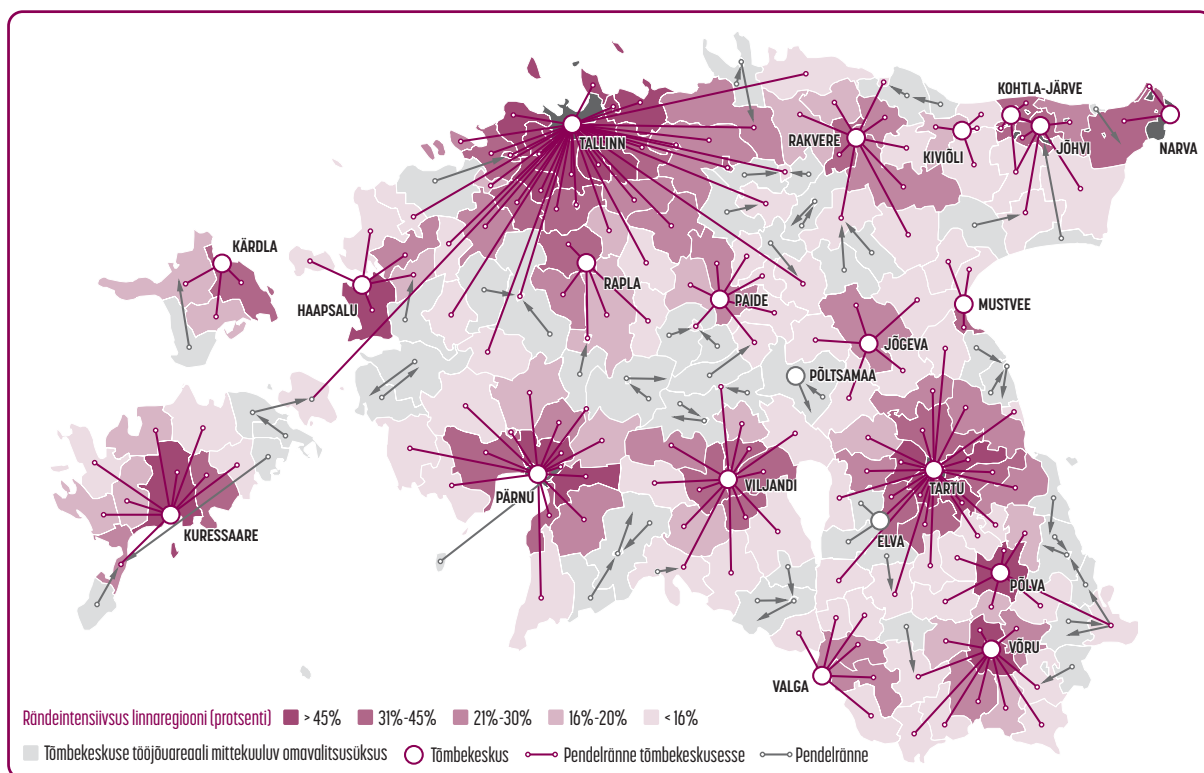 KOHTLA-JÄRVE
TALLINN
RAKVERE
KIVIÕLI
JÕHVI
NARVA
KÄRDLA
HAAPSALU
RAPLA
PAIDE
MUSTVEE
JÕGEVA
PÕLTSAMAA
PÄRNU
VILJANDI
TARTU
KURESSAARE
ELVA
PÕLVA
VÕRU
VALGA
Rändeintensiivsus linnaregiooni (protsenti) > 45% 31%-45% 21%-30% 16%-20% < 16%
Tõmbekeskuse tööjõuareaali mittekuuluv omavalitsusüksus Tõmbekeskus Pendelränne tõmbekeskusesse Pendelränne